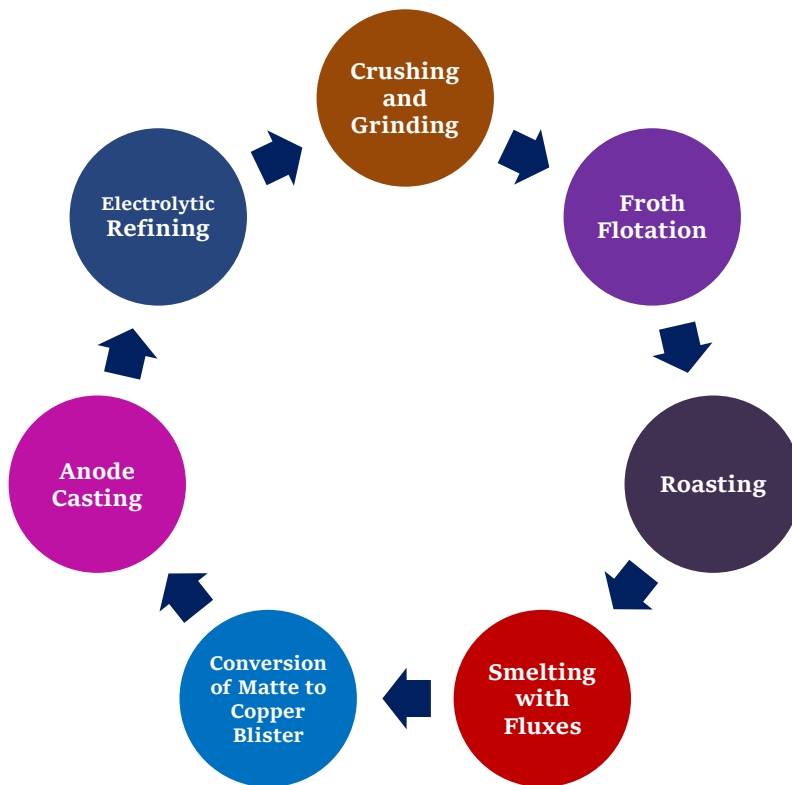 Crushing
and
Grinding
Froth
Flotation
Roasting
Smelting
with
Fluxes
Conversion
of Matte to
Copper
Blister
Anode
Casting
Electrolytic
Refining